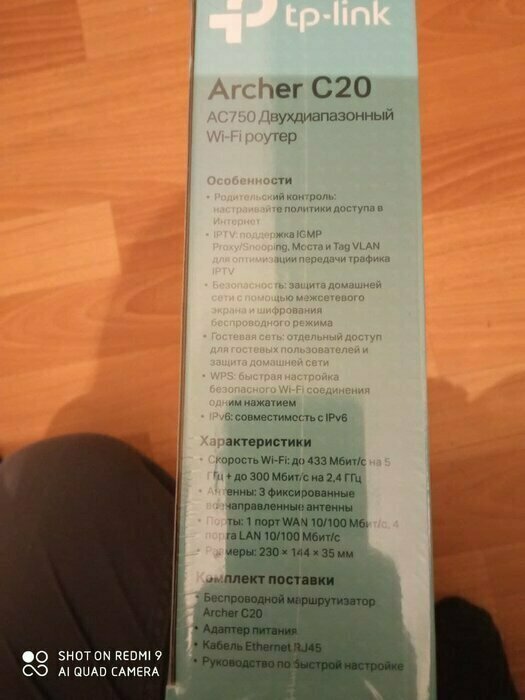 tp-link
Archer C20
AC750 Двухдиапазонный
Wi-Fi роутер
Особенности
• Родительский контроль:
настраивайте политики доступа в
Интернет
• IPTV: поддержка IGMP
Proxy/Snooping, Моста и Tag VLAN
для оптимизации передачи трафика
IPTV
• Безопасность: защита домашней
сети с помощью межсетевого
экрана и шифрования
беспроводного режима
• Гостевая сеть: отдельный доступ
для гостевых пользователей и
защита домашней сети
• WPS: быстрая настройка
безопасного Wi-Fi соединения
одним нажатием
• IPv6: совместимость с IPv6
Характеристики
• Скорость Wi-Fi: до 433 Мбит/с на 5
ГГц + до 300 Мбит/с на 2,4 ГГц
• Антенны: 3 фиксированные
всенаправленные антенны
• Порты: 1 порт WAN 10/100 Мбит/с, 4
порта LAN 10/100 Мбит/с
• Размеры: 230 × 144 × 35 мм
Комплект поставки
• Беспроводной маршрутизатор
Archer C20
• Адаптер питания
• Кабель Ethernet RJ45
• Руководство по быстрой настройке
SHOT ON REDMI 9
AI QUAD CAMERA